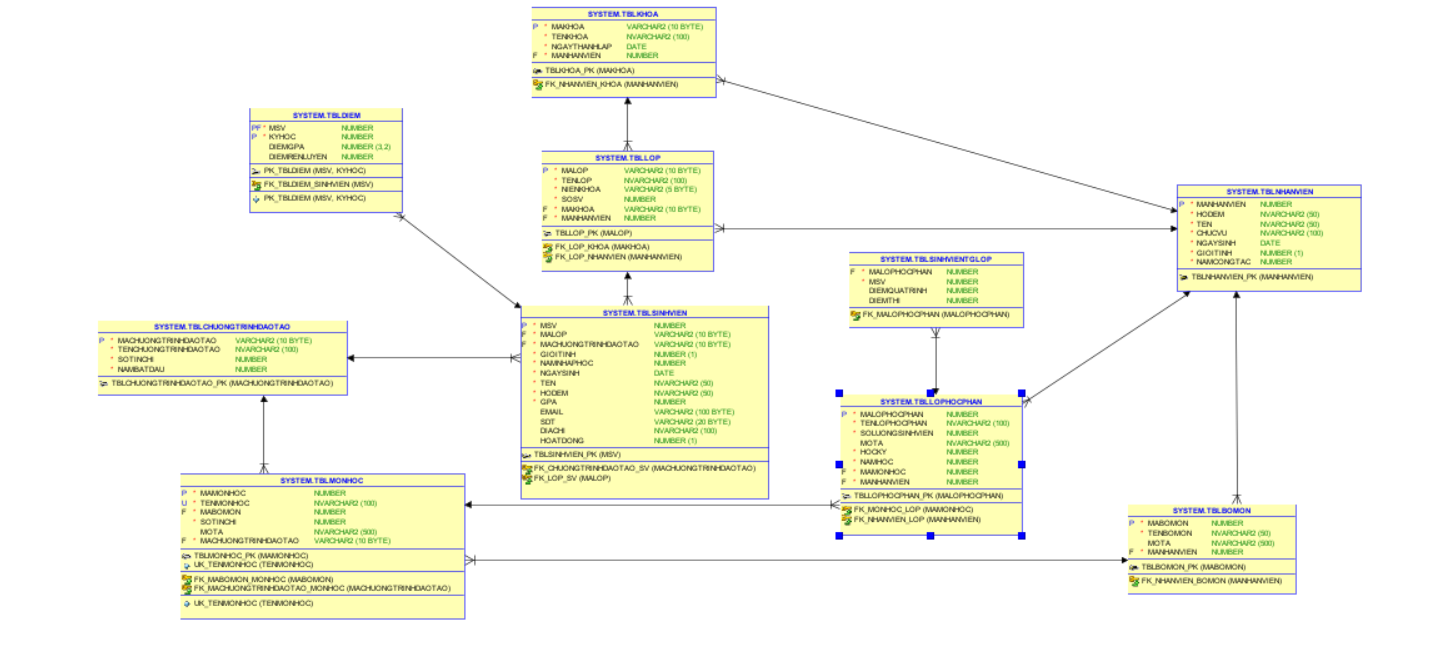 SYSTEM.TBLKHOA
P * MAKHOA VARCHAR2 (10 BYTE)
* TENKHOA NVARCHAR2 (100)
* NGAYTHANHLAP DATE
F * MANHANVIEN NUMBER
TBLKHOA_PK (MAKHOA)
FK_NHANVIEN_KHOA (MANHANVIEN)
SYSTEM.TBLDIEM
PF * MSV NUMBER
P * KYHOC NUMBER
DIEMGPA NUMBER (3,2)
DIEMRENLUYEN NUMBER
PK_TBLDIEM (MSV, KYHOC)
FK_TBLDIEM_SINHVIEN (MSV)
PK_TBLDIEM (MSV, KYHOC)
SYSTEM.TBLLOP
P * MALOP VARCHAR2 (10 BYTE)
* TENLOP NVARCHAR2 (100)
* NIENKHOA VARCHAR2 (5 BYTE)
* SOSV NUMBER
F * MAKHOA VARCHAR2 (10 BYTE)
F * MANHANVIEN NUMBER
TBLLOP_PK (MALOP)
FK_LOP_KHOA (MAKHOA)
FK_LOP_NHANVIEN (MANHANVIEN)
SYSTEM.TBLNHANVIEN
P * MANHANVIEN NUMBER
* HODEM NVARCHAR2 (50)
* TEN NVARCHAR2 (50)
* CHUCVU NVARCHAR2 (100)
* NGAYSINH DATE
* GIOITINH NUMBER (1)
* NAMCONGTAC NUMBER
TBLNHANVIEN_PK (MANHANVIEN)
SYSTEM.TBLSINHVIENTGLOP
F * MALOPHOCPHAN NUMBER
* MSV NUMBER
DIEMQUATRINH NUMBER
DIEMTHI NUMBER
FK_MALOPHOCPHAN (MALOPHOCPHAN)
SYSTEM.TBLCHUONGTRINHDAOTAO
P * MACHUONGTRINHDAOTAO VARCHAR2 (10 BYTE)
* TENCHUONGTRINHDAOTAO NVARCHAR2 (100)
* SOTINCHI NUMBER
* NAMBATDAU NUMBER
TBLCHUONGTRINHDAOTAO_PK (MACHUONGTRINHDAOTAO)
SYSTEM.TBLSINHVIEN
P * MSV NUMBER
F * MALOP VARCHAR2 (10 BYTE)
F * MACHUONGTRINHDAOTAO VARCHAR2 (10 BYTE)
* GIOITINH NUMBER (1)
* NAMNHAPHOC NUMBER
* NGAYSINH DATE
* TEN NVARCHAR2 (50)
* HODEM NVARCHAR2 (50)
* GPA NUMBER
EMAIL VARCHAR2 (100 BYTE)
SDT VARCHAR2 (20 BYTE)
DIACHI NVARCHAR2 (100)
HOATDONG NUMBER (1)
TBLSINHVIEN_PK (MSV)
FK_CHUONGTRINHDAOTAO_SV (MACHUONGTRINHDAOTAO)
FK_LOP_SV (MALOP)
SYSTEM.TBLLOPHOCPHAN
P * MALOPHOCPHAN NUMBER
* TENLOPHOCPHAN NVARCHAR2 (100)
* SOLUONGSINHVIEN NUMBER
MOTA NVARCHAR2 (500)
* HOCKY NUMBER
* NAMHOC NUMBER
F * MAMONHOC NUMBER
F * MANHANVIEN NUMBER
TBLLOPHOCPHAN_PK (MALOPHOCPHAN)
FK_MONHOC_LOP (MAMONHOC)
FK_NHANVIEN_LOP (MANHANVIEN)
SYSTEM.TBLMONHOC
P * MAMONHOC NUMBER
U * TENMONHOC NVARCHAR2 (100)
F * MABOMON NUMBER
* SOTINCHI NUMBER
MOTA NVARCHAR2 (500)
F * MACHUONGTRINHDAOTAO VARCHAR2 (10 BYTE)
TBLMONHOC_PK (MAMONHOC)
UK_TENMONHOC (TENMONHOC)
FK_MABOMON_MONHOC (MABOMON)
FK_MACHUONGTRINHDAOTAO_MONHOC (MACHUONGTRINHDAOTAO)
UK_TENMONHOC (TENMONHOC)
SYSTEM.TBLBOMON
P * MABOMON NUMBER
* TENBOMON NVARCHAR2 (50)
MOTA NVARCHAR2 (500)
F * MANHANVIEN NUMBER
TBLBOMON_PK (MABOMON)
FK_NHANVIEN_BOMON (MANHANVIEN)